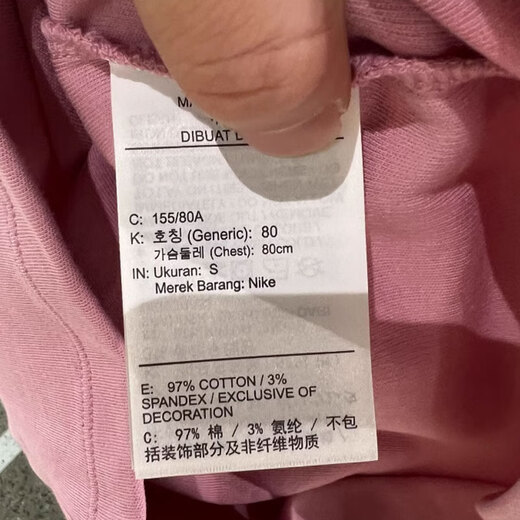 MA
DIBUAT D
C: 155/80A
K: 호칭 (Generic): 80
가슴둘레 (Chest): 80cm
IN: Ukuran: S
Merek Barang: Nike
E: 97% COTTON / 3%
SPANDEX / EXCLUSIVE OF
DECORATION
C: 97% 棉 / 3% 氨纶 / 不包
括装饰部分及非纤维物质